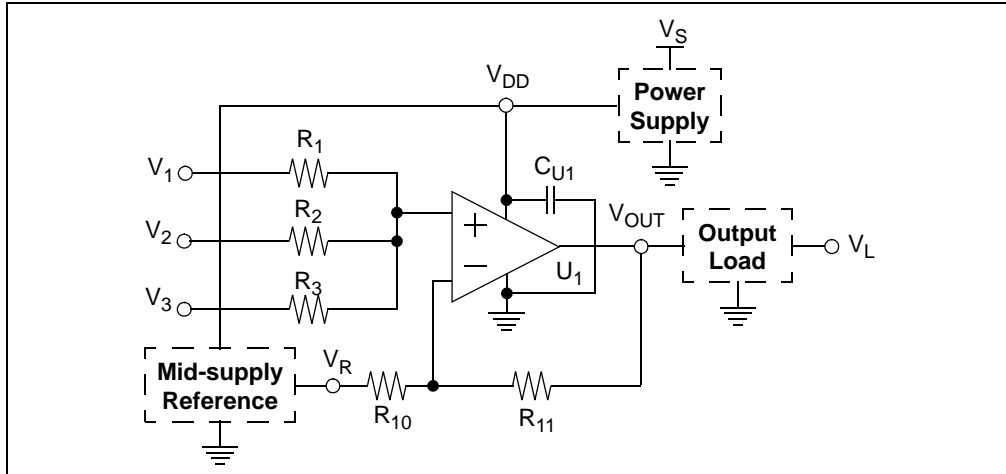 V_S
V_DD
Power
Supply
R_1
V_1
C_U1
R_2
V_2
+
V_OUT
Output
Load
V_L
−
U_1
R_3
V_3
V_R
Mid-supply
Reference
R_10
R_11